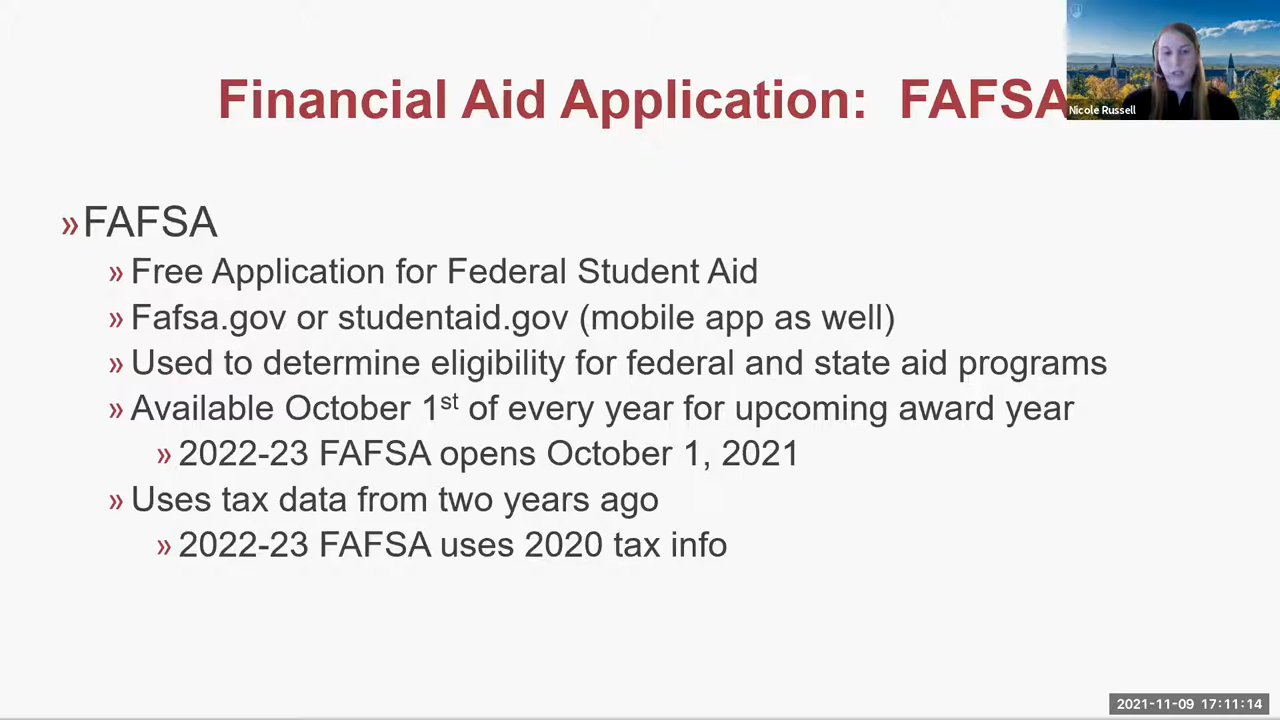 Financial Aid Application: FAFSA
Nicole Russell
» FAFSA
» Free Application for Federal Student Aid
» Fafsa.gov or studentaid.gov (mobile app as well)
» Used to determine eligibility for federal and state aid programs
» Available October 1st of every year for upcoming award year
» 2022-23 FAFSA opens October 1, 2021
» Uses tax data from two years ago
» 2022-23 FAFSA uses 2020 tax info
2021-11-09 17:11:14